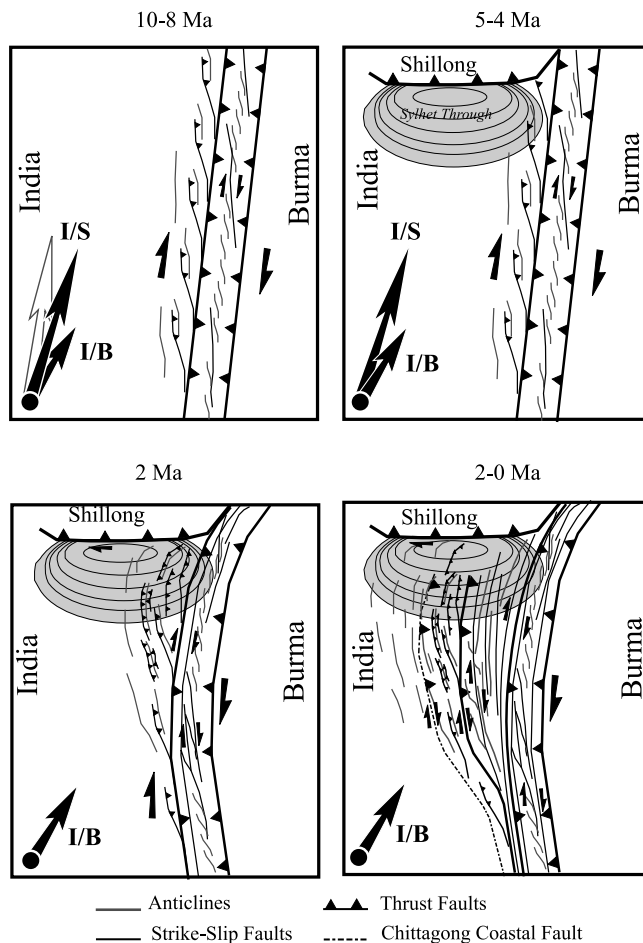 10-8 Ma
5-4 Ma
Shillong
Sylhet Through
India
Burma
I/S
I/B
India
Burma
I/S
I/B
2 Ma
2-0 Ma
Shillong
India
Burma
I/B
Shillong
India
Burma
I/B
Anticlines
Thrust Faults
Strike-Slip Faults
Chittagong Coastal Fault